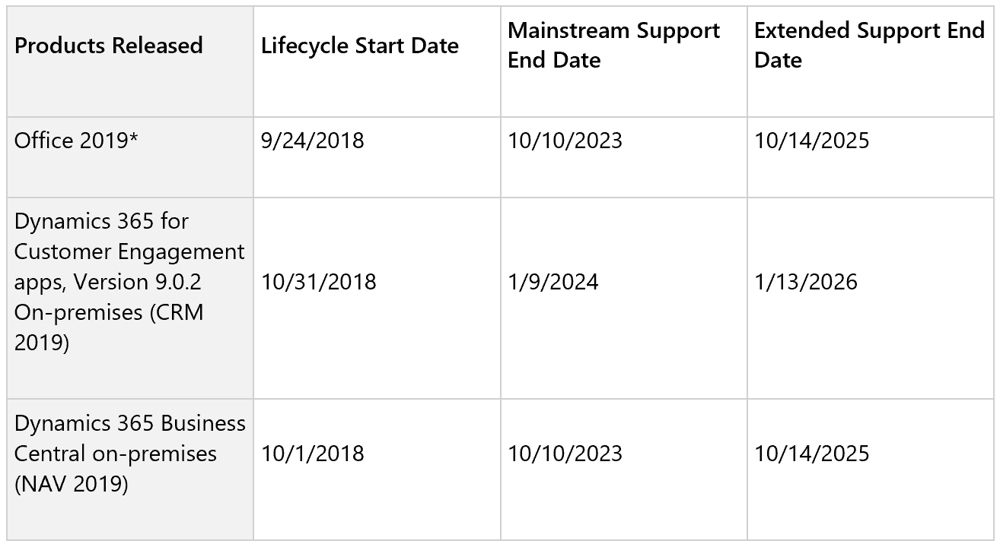 Products Released
Lifecycle Start Date
Mainstream Support
End Date
Extended Support End
Date
Office 2019*
9/24/2018
10/10/2023
10/14/2025
Dynamics 365 for
Customer Engagement
apps, Version 9.0.2
On-premises (CRM
2019)
10/31/2018
1/9/2024
1/13/2026
Dynamics 365 Business
Central on-premises
(NAV 2019)
10/1/2018
10/10/2023
10/14/2025